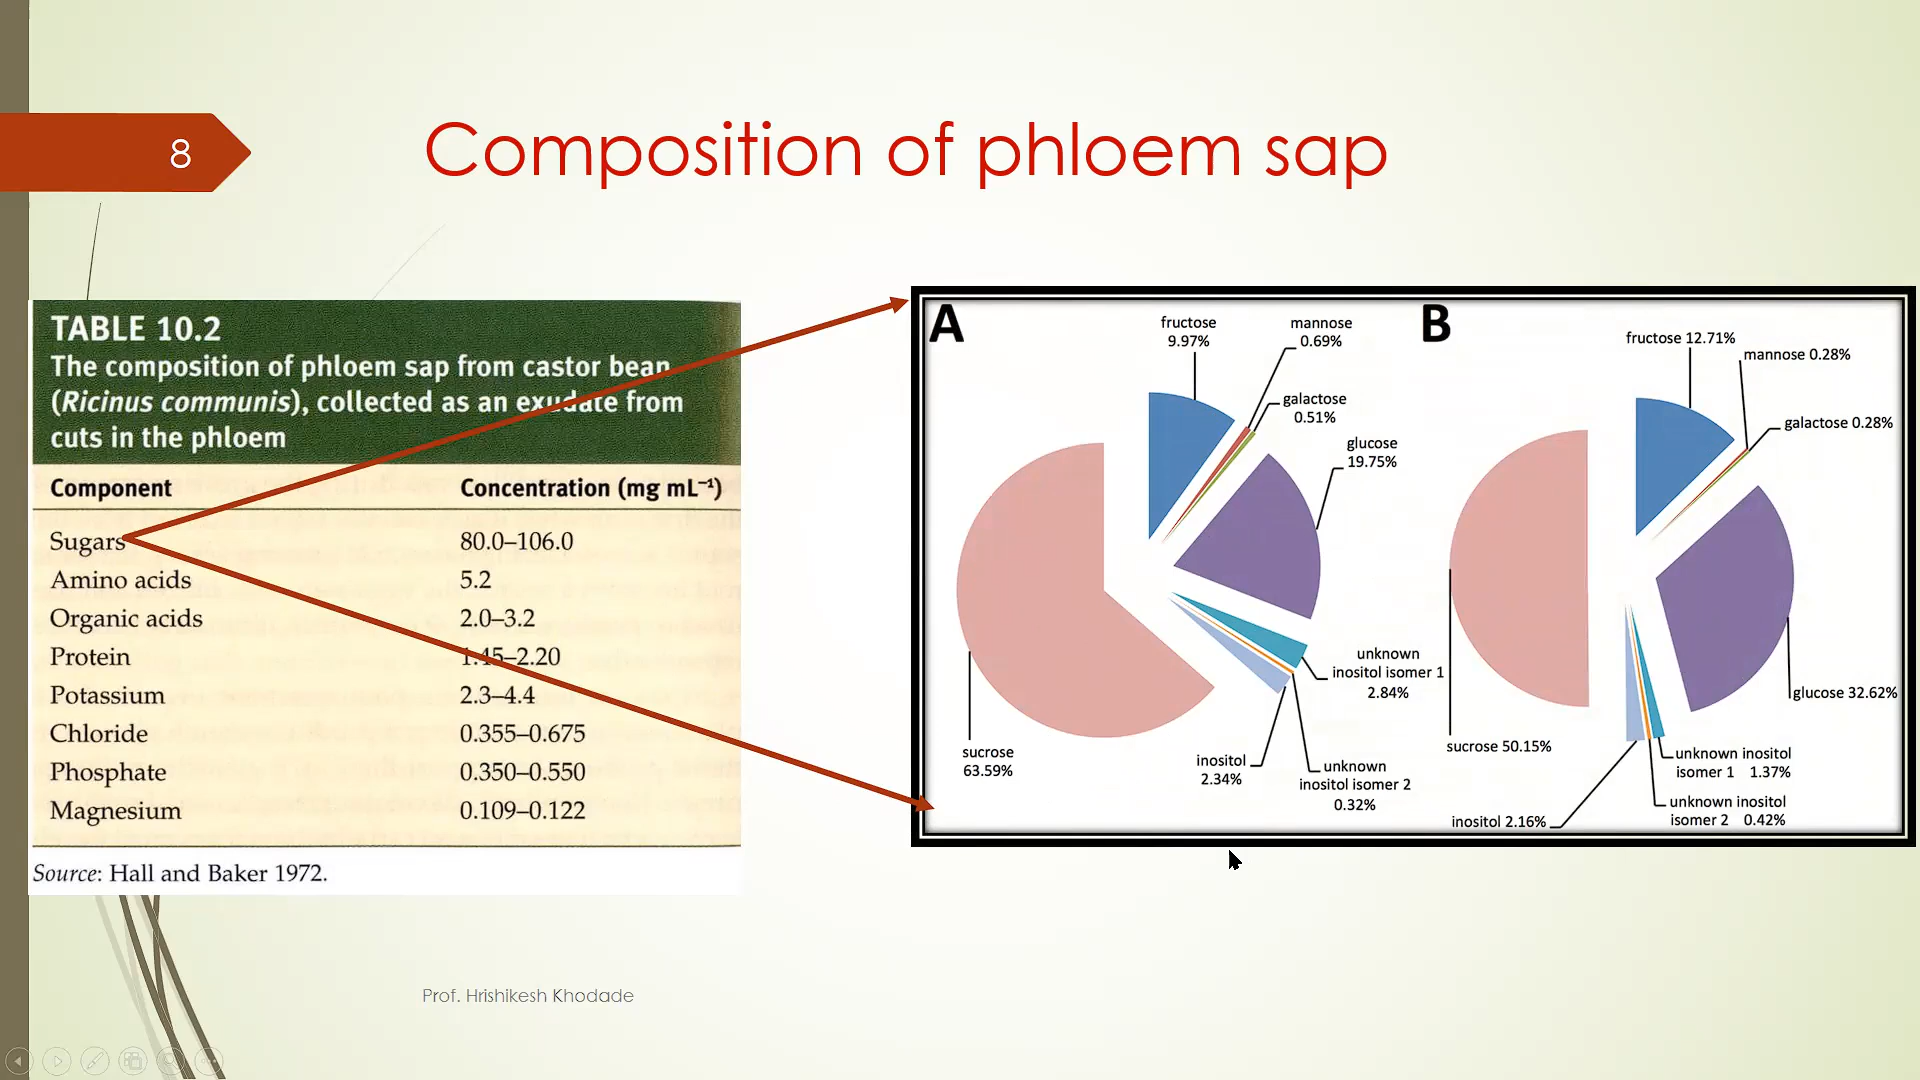 8
Composition of phloem sap
TABLE 10.2
The composition of phloem sap from castor bean
(Ricinus communis), collected as an exudate from
cuts in the phloem
Component Concentration (mg mL⁻¹)
Sugars 80.0–106.0
Amino acids 5.2
Organic acids 2.0–3.2
Protein 1.45–2.20
Potassium 2.3–4.4
Chloride 0.355–0.675
Phosphate 0.350–0.550
Magnesium 0.109–0.122
Source: Hall and Baker 1972.
A
fructose
9.97%
mannose
0.69%
galactose
0.51%
glucose
19.75%
unknown
inositol isomer 1
2.84%
unknown
inositol isomer 2
0.32%
inositol
2.34%
sucrose
63.59%
B
fructose 12.71%
mannose 0.28%
galactose 0.28%
glucose 32.62%
unknown inositol
isomer 1 1.37%
unknown inositol
isomer 2 0.42%
inositol 2.16%
sucrose 50.15%
Prof. Hrishikesh Khodade